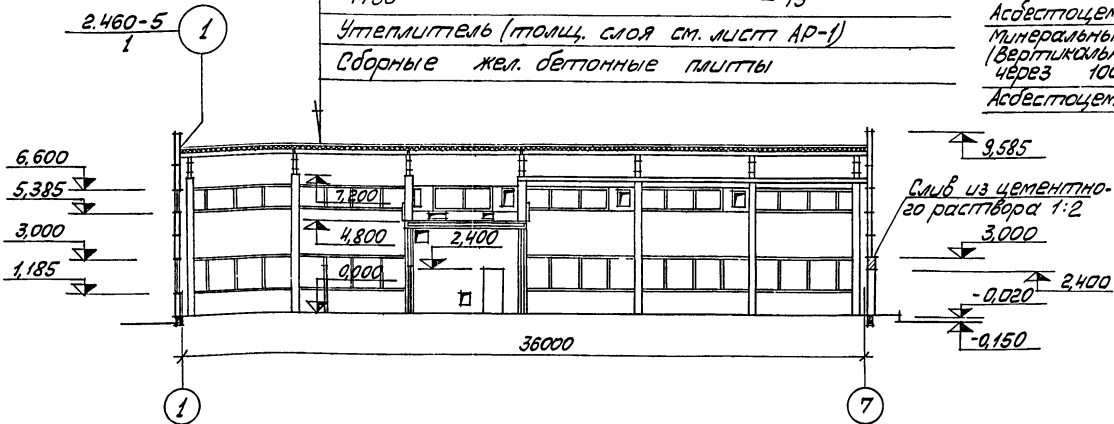 2.460-5
1
1
- 15
Утеплитель (толщ. слоя см. лист АР-1)
Сборные жел. бетонные плиты
Асбестоцем
минеральны
(Вертикальн
через 100
Асбестоцем
6,600
5,385
3,000
1,185
7,200
4,800
2,400
0,000
9,585
Слив из цементно-
го раствора 1:2
3,000
2,400
-0,020
-0,150
36000
1
7